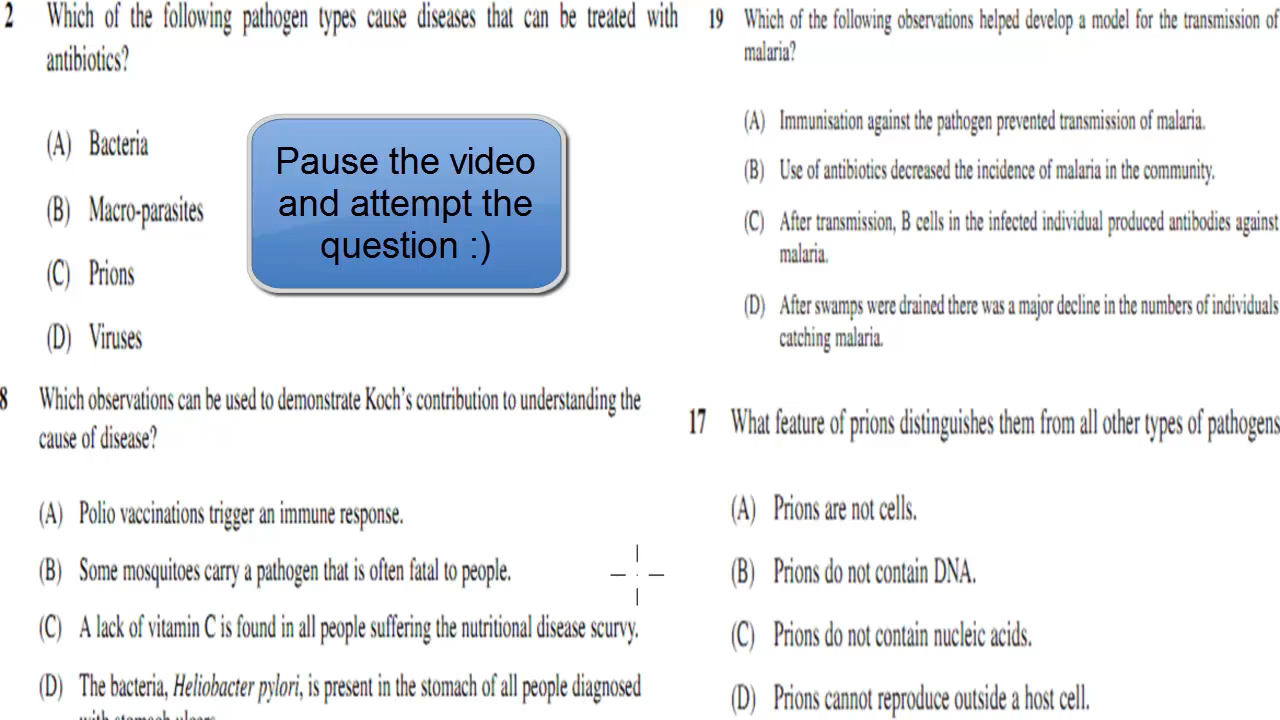 2 Which of the following pathogen types cause diseases that can be treated with
antibiotics?
(A) Bacteria
(B) Macro-parasites
(C) Prions
(D) Viruses
Pause the video
and attempt the
question :)
8 Which observations can be used to demonstrate Koch's contribution to understanding the
cause of disease?
(A) Polio vaccinations trigger an immune response.
(B) Some mosquitoes carry a pathogen that is often fatal to people.
(C) A lack of vitamin C is found in all people suffering the nutritional disease scurvy.
(D) The bacteria, Heliobacter pylori, is present in the stomach of all people diagnosed
with stomach ulcers.
19 Which of the following observations helped develop a model for the transmission of
malaria?
(A) Immunisation against the pathogen prevented transmission of malaria.
(B) Use of antibiotics decreased the incidence of malaria in the community.
(C) After transmission, B cells in the infected individual produced antibodies against
malaria.
(D) After swamps were drained there was a major decline in the numbers of individuals
catching malaria.
17 What feature of prions distinguishes them from all other types of pathogens
(A) Prions are not cells.
(B) Prions do not contain DNA.
(C) Prions do not contain nucleic acids.
(D) Prions cannot reproduce outside a host cell.